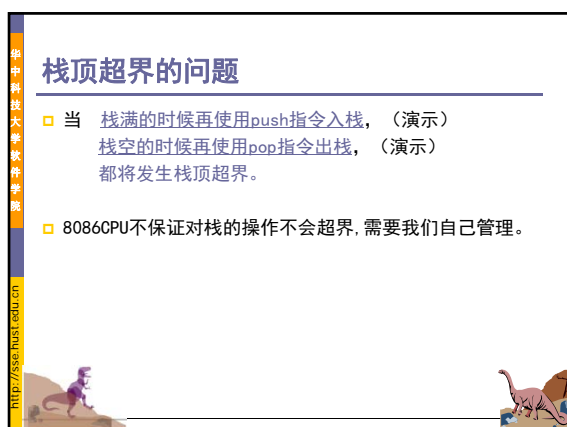 华中科技大学软件学院
http://sse.hust.edu.cn
栈顶超界的问题
当 栈满的时候再使用push指令入栈，（演示）
栈空的时候再使用pop指令出栈，（演示）
都将发生栈顶超界。
8086CPU不保证对栈的操作不会超界,需要我们自己管理。